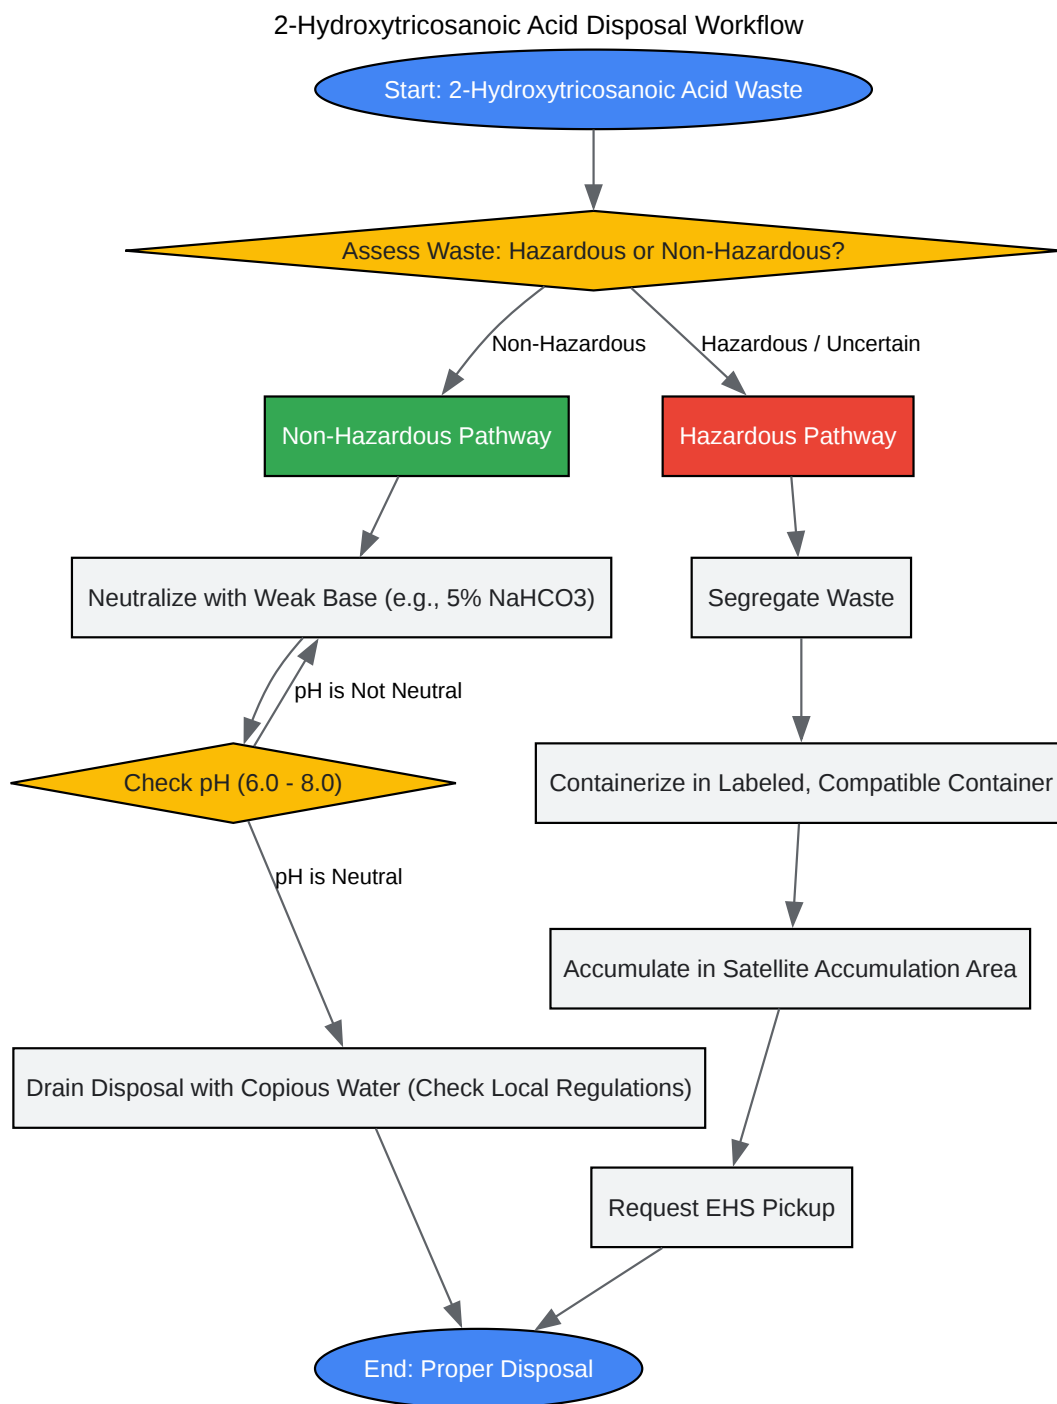 2-Hydroxytricosanoic Acid Disposal Workflow
Start: 2-Hydroxytricosanoic Acid Waste
Assess Waste: Hazardous or Non-Hazardous?
Non-Hazardous
Hazardous / Uncertain
Non-Hazardous Pathway
Hazardous Pathway
Neutralize with Weak Base (e.g., 5% NaHCO3)
Segregate Waste
pH is Not Neutral
Check pH (6.0 - 8.0)
Containerize in Labeled, Compatible Container
pH is Neutral
Accumulate in Satellite Accumulation Area
Drain Disposal with Copious Water (Check Local Regulations)
Request EHS Pickup
End: Proper Disposal